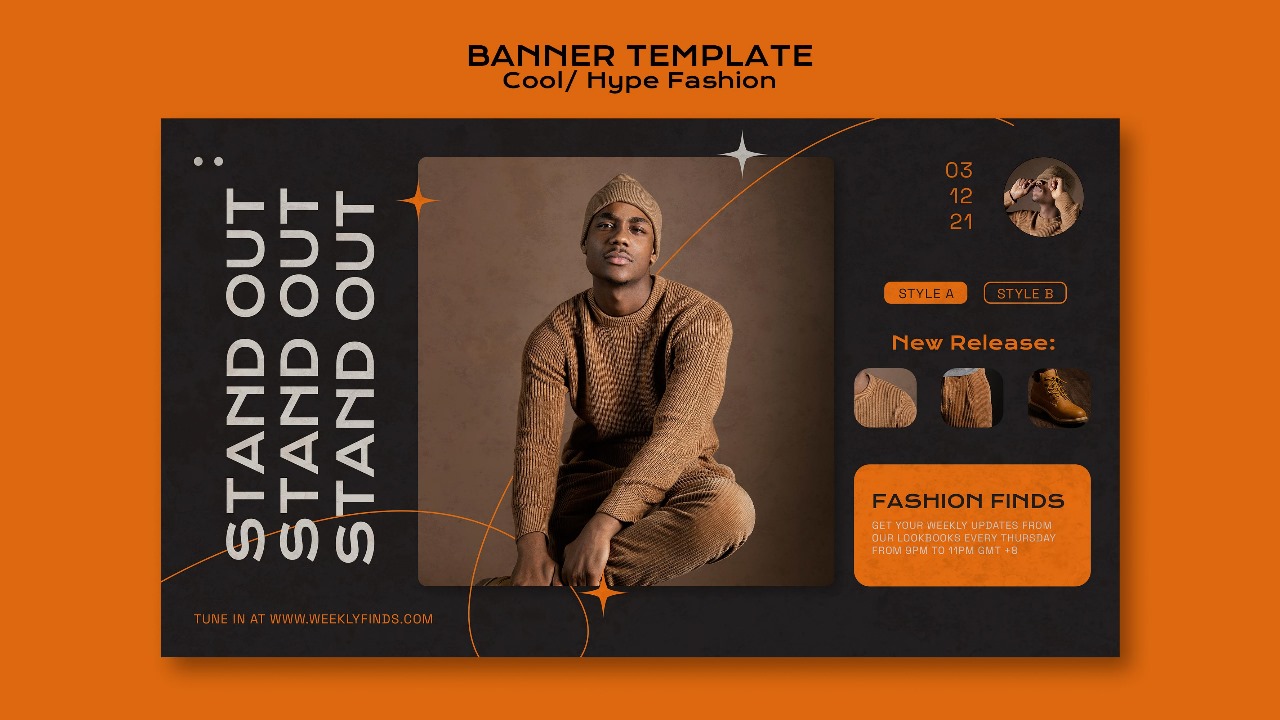 BANNER TEMPLATE
Cool/ Hype Fashion
STAND OUT
STAND OUT
STAND OUT
03
12
21
STYLE A
STYLE B
New Release:
FASHION FINDS
GET YOUR WEEKLY UPDATES FROM
OUR LOOKBOOKS EVERY THURSDAY
FROM 9PM TO 11PM GMT +8
TUNE IN AT WWW.WEEKLYFINDS.COM